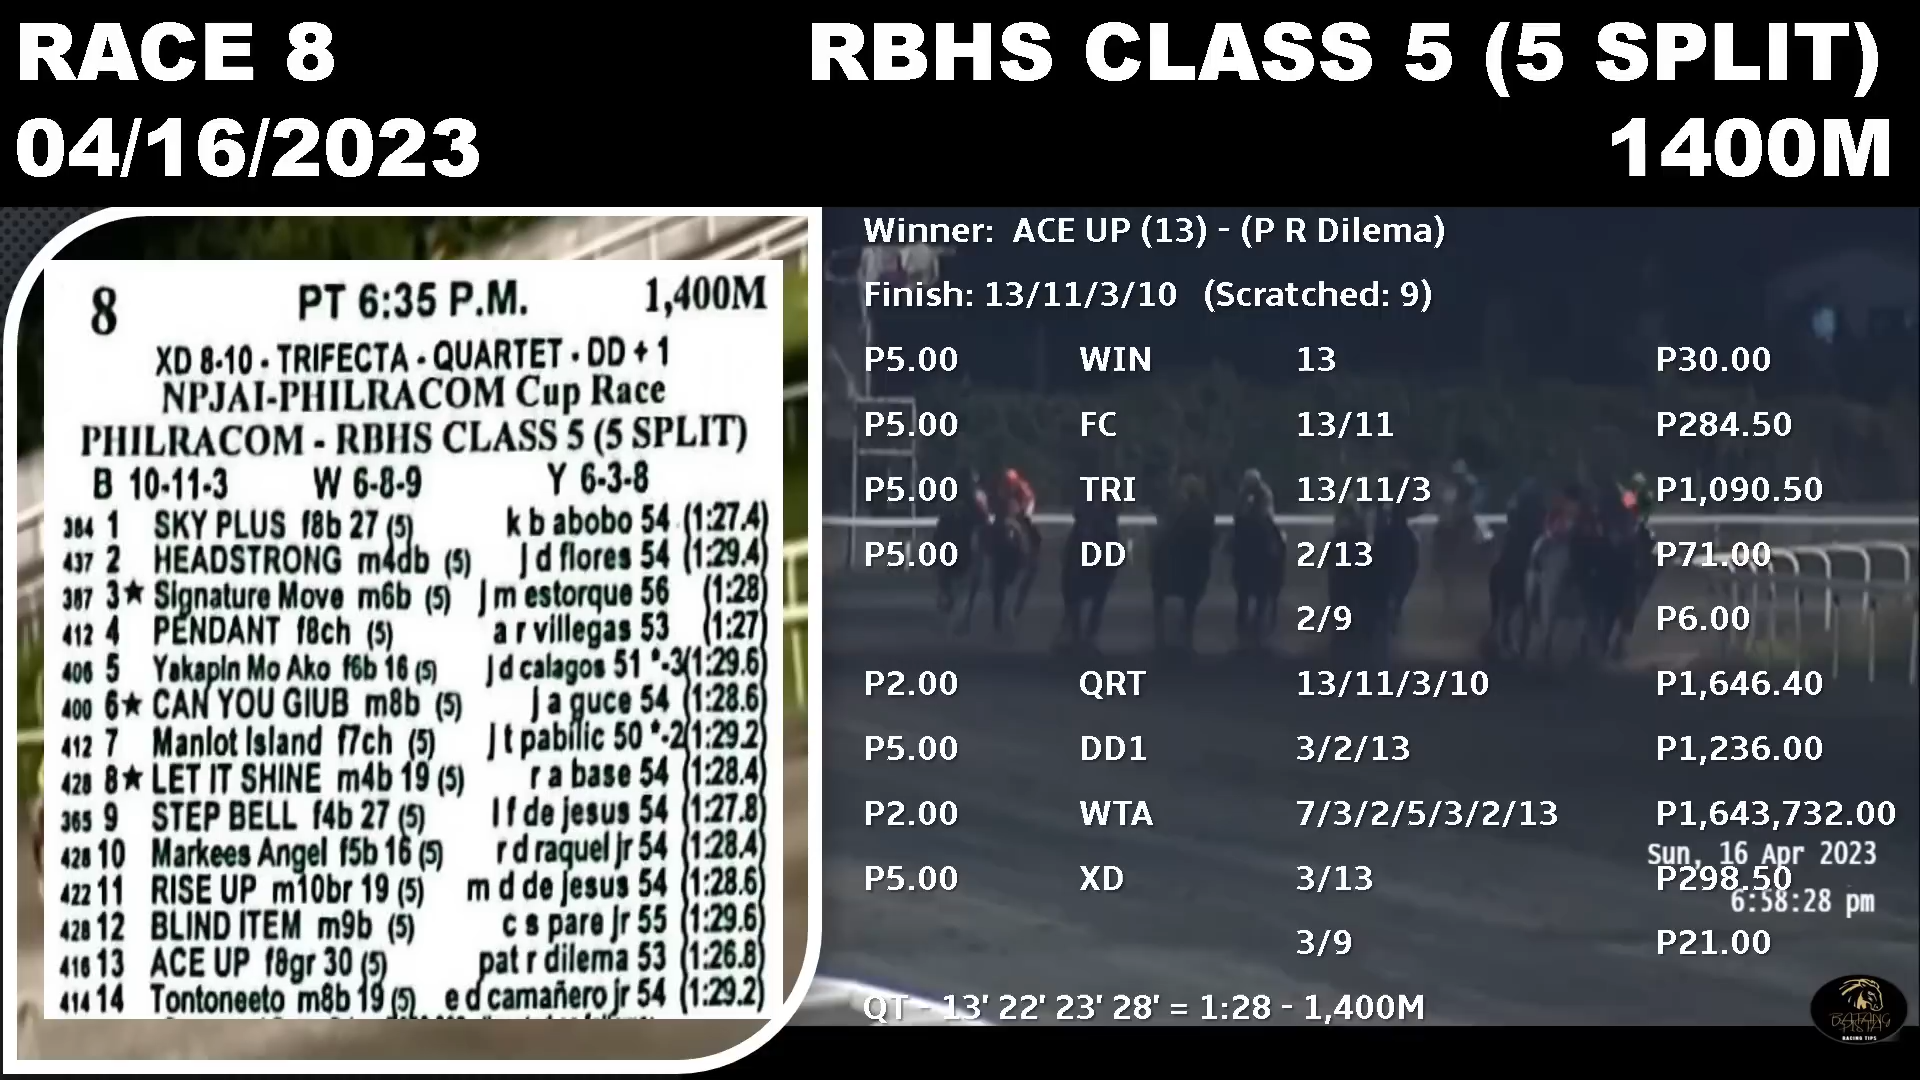 RACE 8
RBHS CLASS 5 (5 SPLIT)
04/16/2023
1400M
8 PT 6:35 P.M. 1,400M
XD 8-10 - TRIFECTA - QUARTET - DD + 1
NPJAI-PHILRACOM Cup Race
PHILRACOM - RBHS CLASS 5 (5 SPLIT)
B 10-11-3 W 6-8-9 Y 6-3-8
384 1 SKY PLUS f8b 27 (5) k b abobo 54 (1:27.4)
437 2 HEADSTRONG m4db (5) j d flores 54 (1:29.4)
387 3★ Signature Move m6b (5) j m estorque 56 (1:28)
412 4 PENDANT f8ch (5) a r villegas 53 (1:27)
406 5 Yakapin Mo Ako f6b 16 (5) j d calagos 51 *-3(1:29.6)
400 6★ CAN YOU GIUB m8b (5) j a guce 54 (1:28.6)
412 7 Manlot Island f7ch (5) j t pabilic 50 *-2(1:29.2)
428 8★ LET IT SHINE m4b 19 (5) r a base 54 (1:28.4)
365 9 STEP BELL f4b 27 (5) l f de jesus 54 (1:27.8)
428 10 Markees Angel f5b 16 (5) r d raquel jr 54 (1:28.4)
422 11 RISE UP m10br 19 (5) m d de jesus 54 (1:28.6)
428 12 BLIND ITEM m9b (5) c s pare jr 55 (1:29.6)
416 13 ACE UP f8gr 30 (5) pat r dilema 53 (1:26.8)
414 14 Tontoneeto m8b 19 (5) e d camañero jr 54 (1:29.2)
Winner: ACE UP (13) - (P R Dilema)
Finish: 13/11/3/10 (Scratched: 9)
P5.00 WIN 13 P30.00
P5.00 FC 13/11 P284.50
P5.00 TRI 13/11/3 P1,090.50
P5.00 DD 2/13 P71.00
2/9 P6.00
P2.00 QRT 13/11/3/10 P1,646.40
P5.00 DD1 3/2/13 P1,236.00
P2.00 WTA 7/3/2/5/3/2/13 P1,643,732.00
Sun, 16 Apr 2023
P5.00 XD 3/13 P298.50
6:58:28 pm
3/9 P21.00
QT - 13' 22' 23' 28' = 1:28 - 1,400M
BATANG
PISTA
RACING TIPS